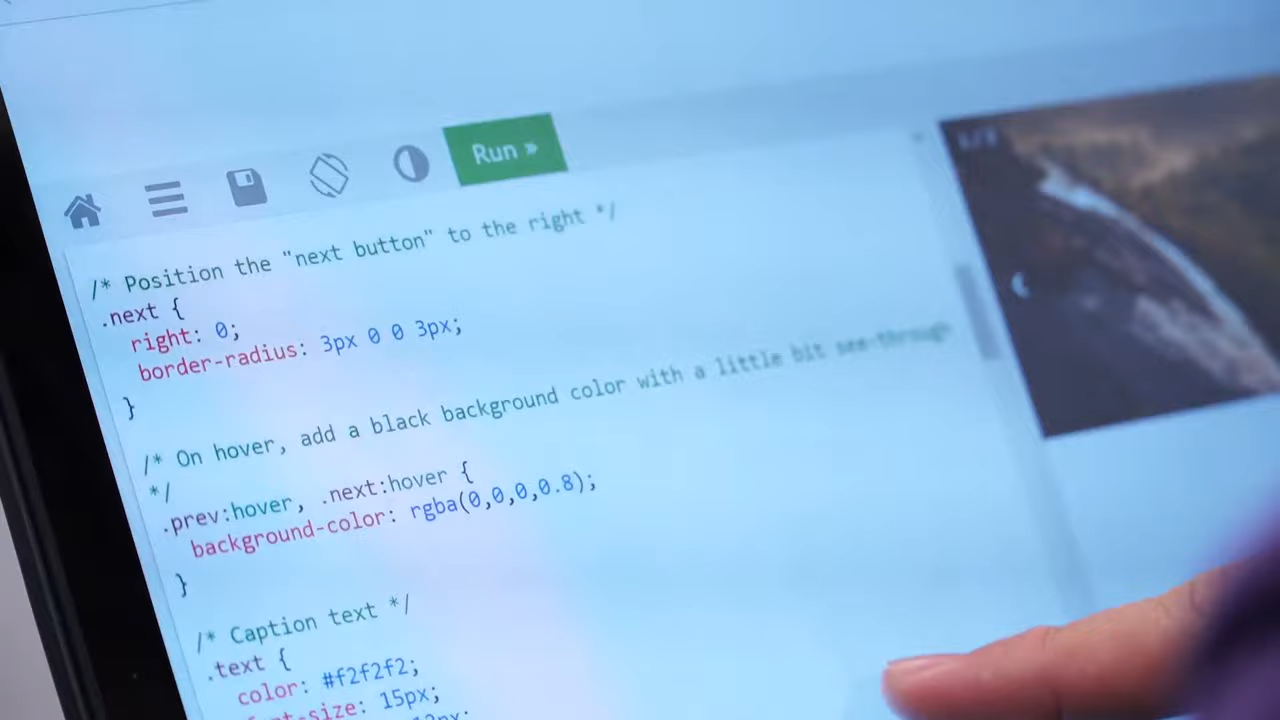 Run »
/* Position the "next button" to the right */
.next {
right: 0;
border-radius: 3px 0 0 3px;
}
/* On hover, add a black background color with a little bit see-through
*/
.prev:hover, .next:hover {
background-color: rgba(0,0,0,0.8);
}
/* Caption text */
.text {
color: #f2f2f2;
font-size: 15px;